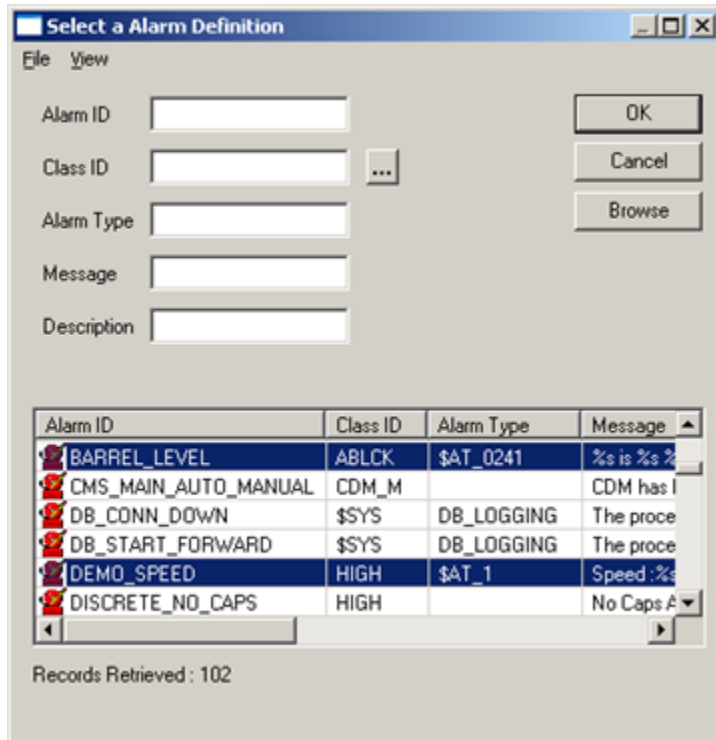 Select a Alarm Definition
File View
Alarm ID
OK
Class ID
...
Cancel
Alarm Type
Browse
Message
Description
Alarm ID Class ID Alarm Type Message
BARREL_LEVEL ABLCK $AT_0241 %s is %s %
CMS_MAIN_AUTO_MANUAL CDM_M CDM has
DB_CONN_DOWN $SYS DB_LOGGING The proce
DB_START_FORWARD $SYS DB_LOGGING The proce
DEMO_SPEED HIGH $AT_1 Speed :%s
DISCRETE_NO_CAPS HIGH No Caps A
Records Retrieved : 102